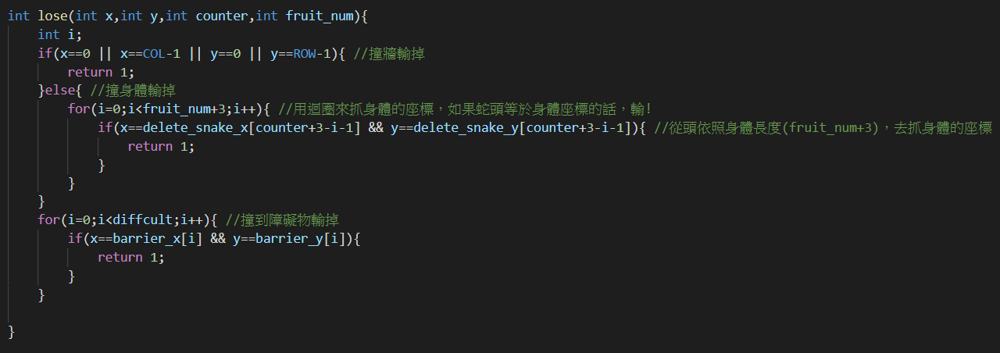 int lose(int x,int y,int counter,int fruit_num){
    int i;
    if(x==0 || x==COL-1 || y==0 || y==ROW-1){ //撞牆輸掉
        return 1;
    }else{ //撞身體輸掉
        for(i=0;i<fruit_num+3;i++){ //用迴圈來抓身體的座標，如果蛇頭等於身體座標的話，輸!
            if(x==delete_snake_x[counter+3-i-1] && y==delete_snake_y[counter+3-i-1]){ //從頭依照身體長度(fruit_num+3)，去抓身體的座標
                return 1;
            }
        }
    }
    for(i=0;i<diffcult;i++){ //撞到障礙物輸掉
        if(x==barrier_x[i] && y==barrier_y[i]){
            return 1;
        }
    }

}